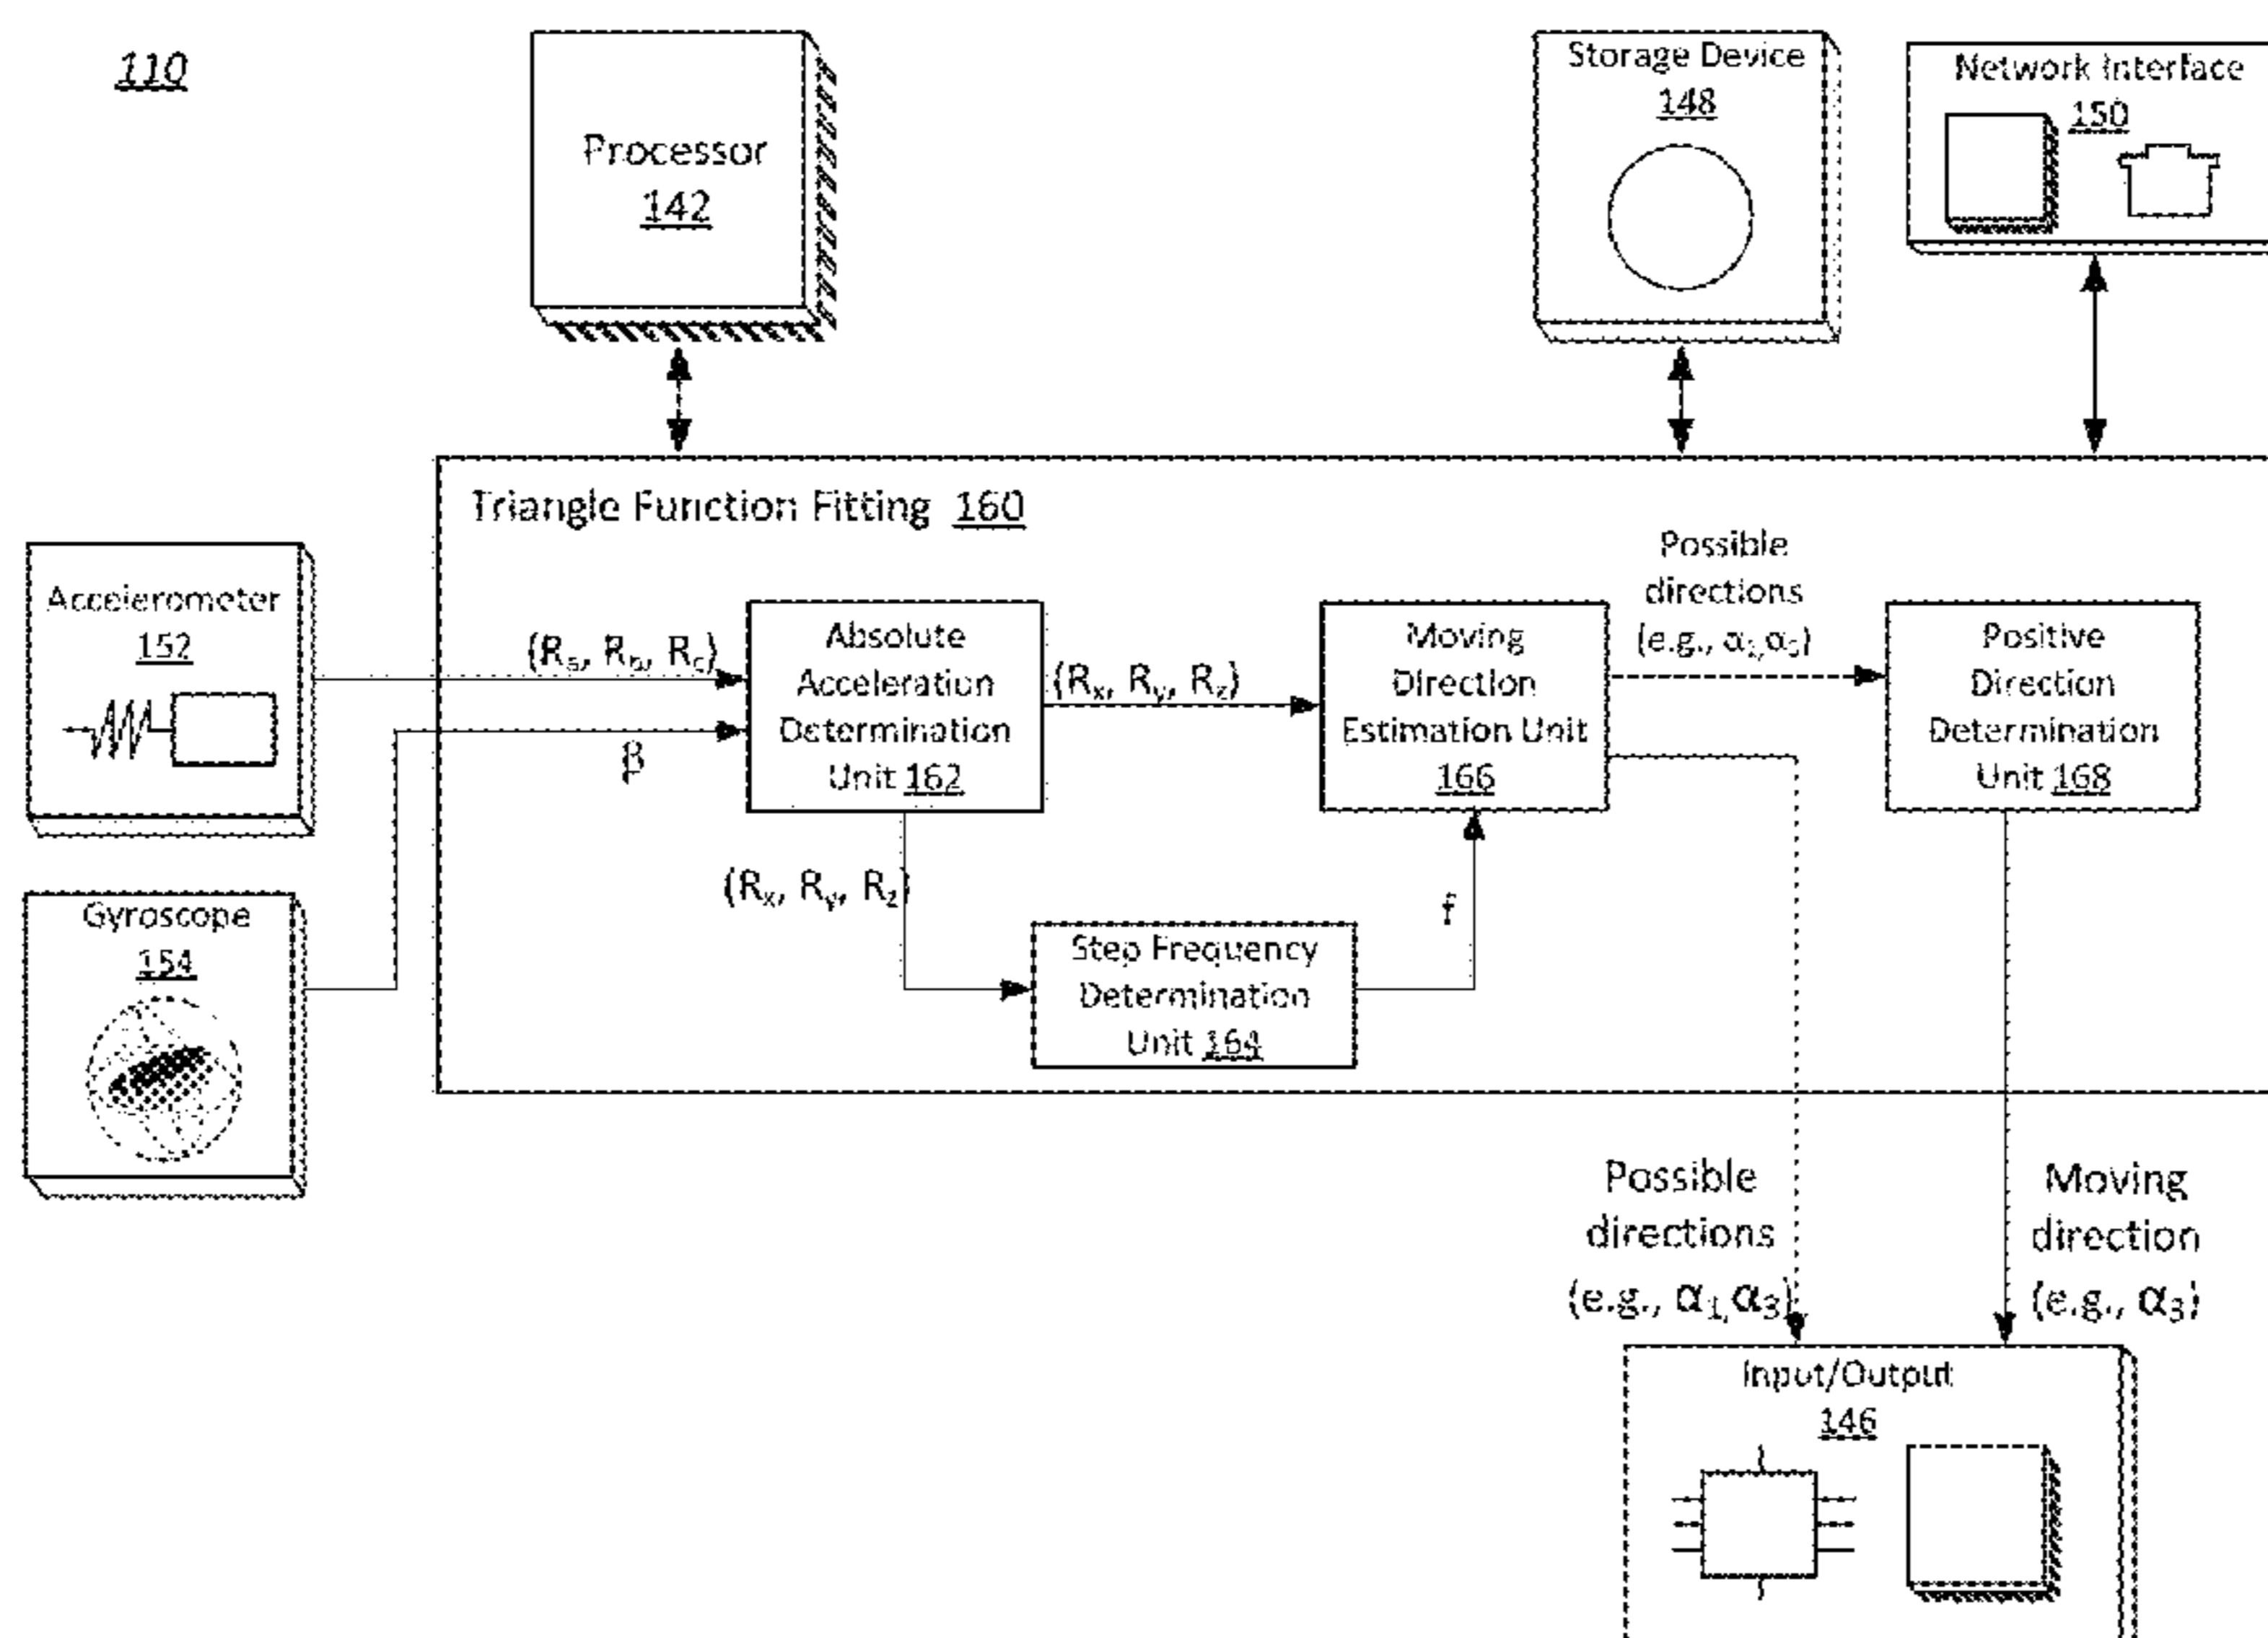 110
Processor
142
Storage Device
148
Network Interface
150
Triangle Function Fitting 160
Accelerometer
152
(Ra, Rb, Rc)
β
Absolute
Acceleration
Determination
Unit 162
(Rx, Ry, Rz)
Moving
Direction
Estimation Unit
166
Possible
directions
(e.g., α1,α3)
Positive
Direction
Determination
Unit 168
Gyroscope
154
(Rx, Ry, Rz)
f
Step Frequency
Determination
Unit 164
Possible
directions
(e.g., α1,α3)
Moving
direction
(e.g., α3)
Input/Output
146